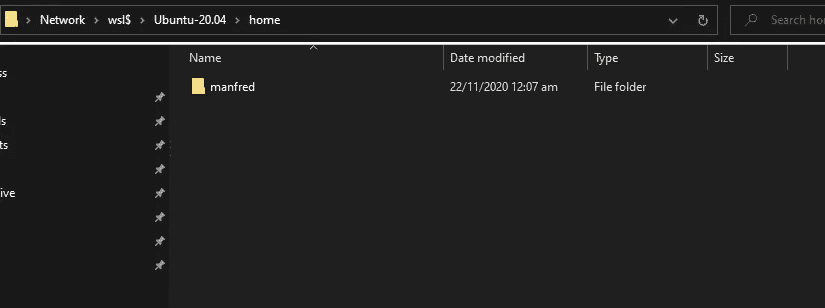 Network > wsl$ > Ubuntu-20.04 > home
Search ho
Name Date modified Type Size
ss
manfred 22/11/2020 12:07 am File folder
ls
ts
ive